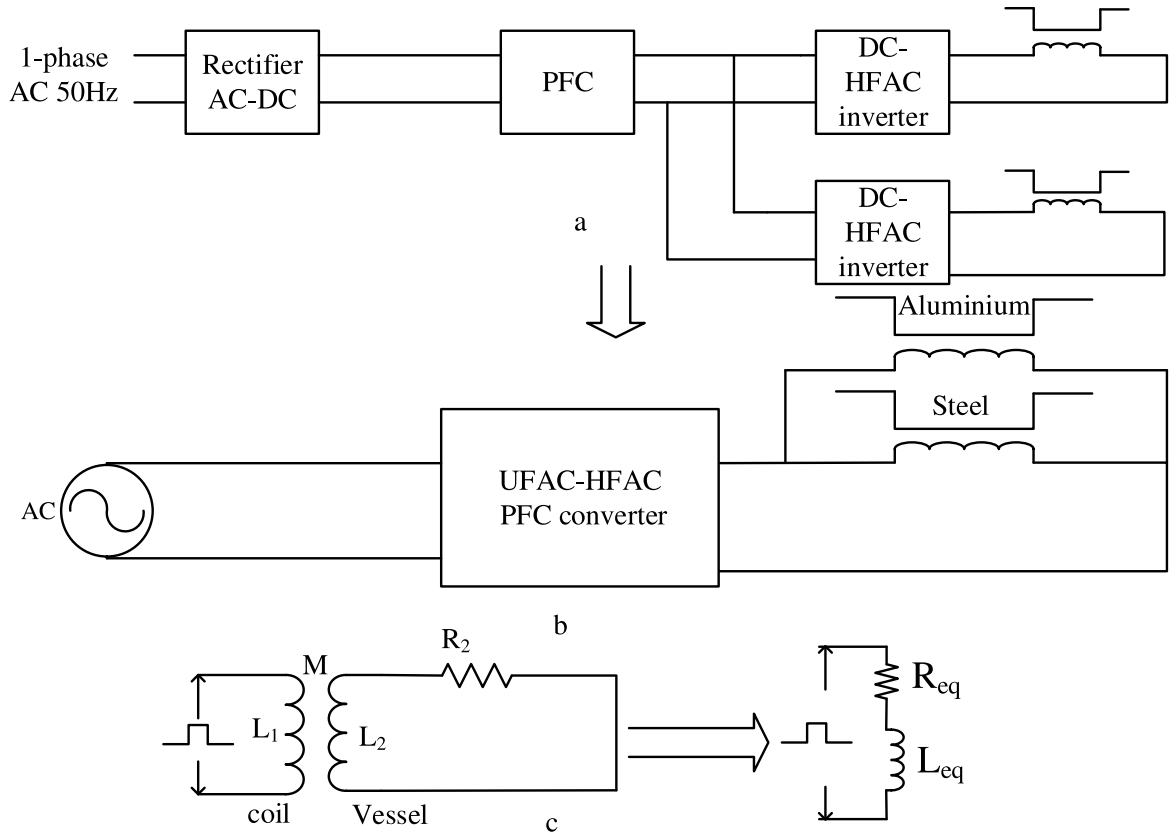 1-phase
AC 50Hz
Rectifier
AC-DC
PFC
DC-
HFAC
inverter
DC-
HFAC
inverter
a
Aluminium
Steel
AC
UFAC-HFAC
PFC converter
b
M
R2
L1
L2
coil
Vessel
c
Req
Leq